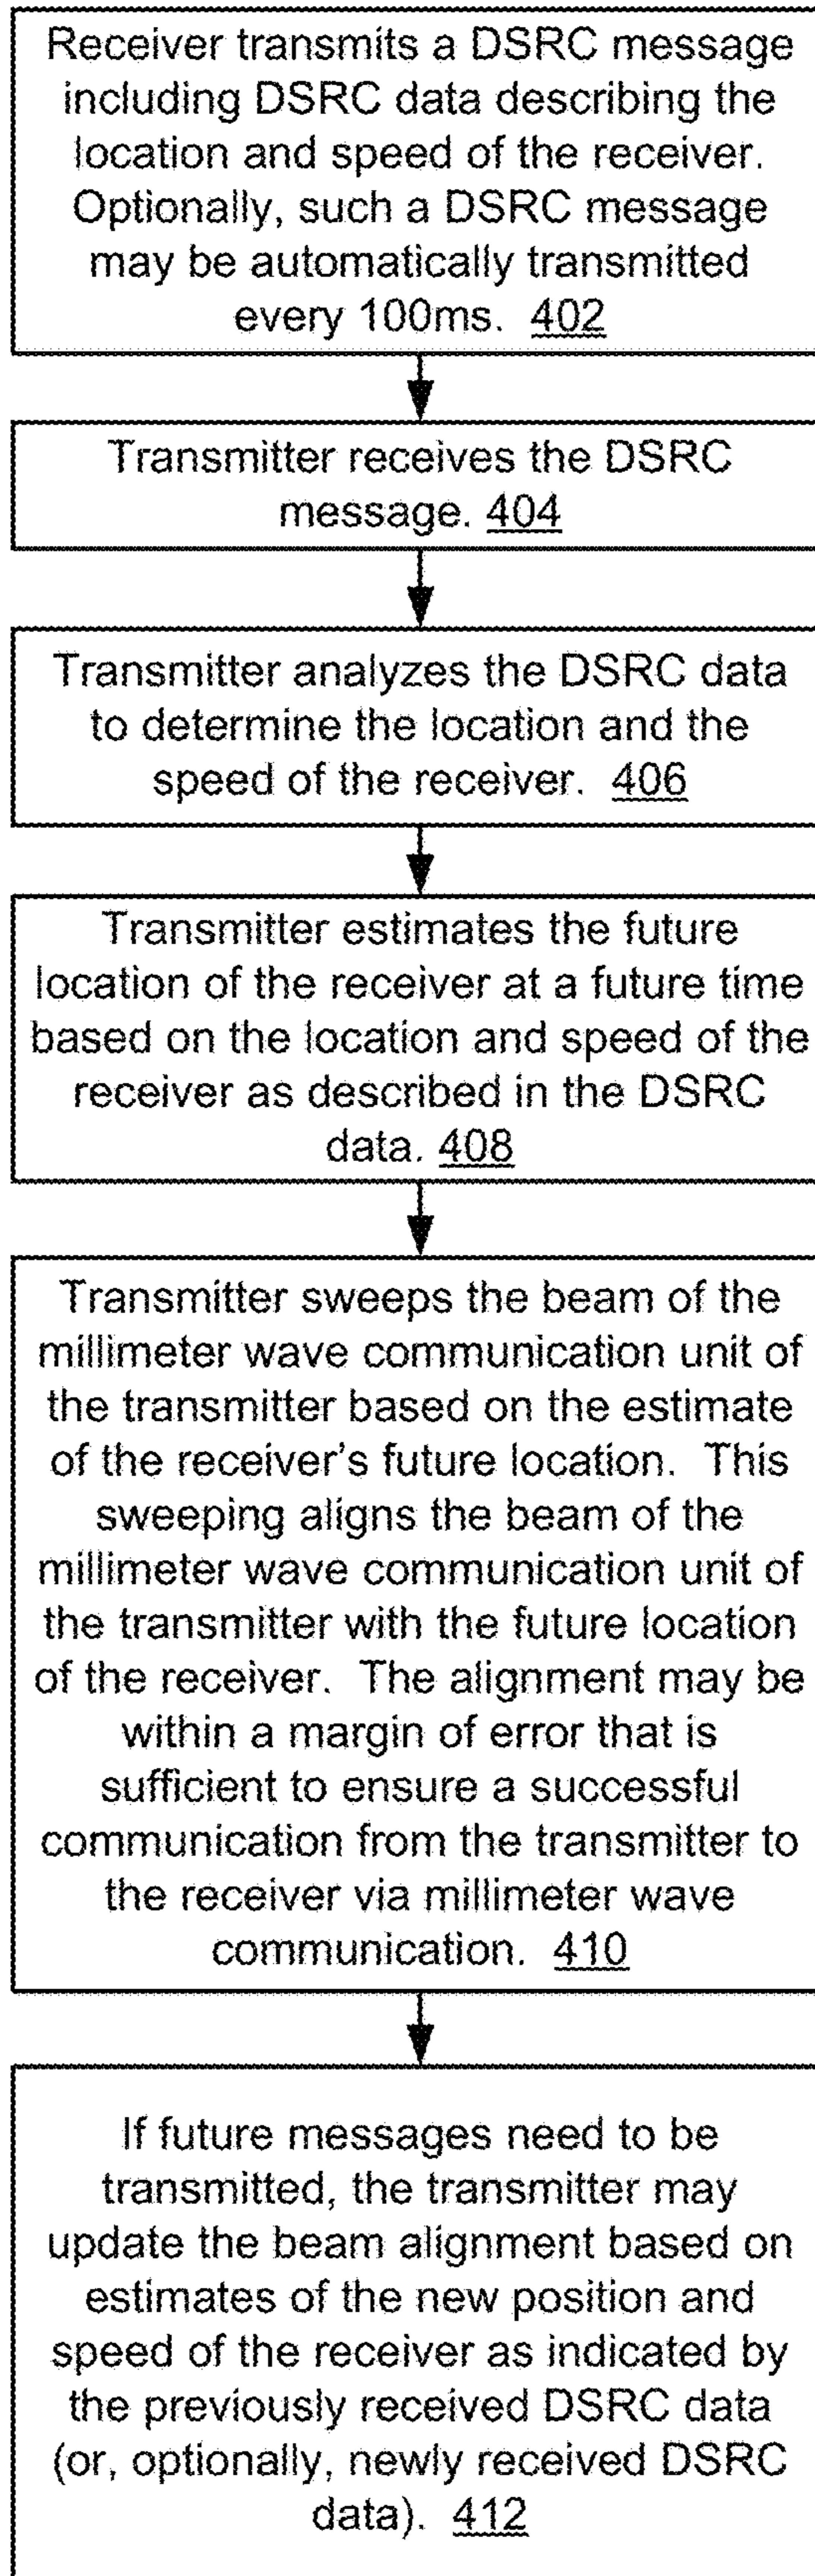 Receiver transmits a DSRC message
including DSRC data describing the
location and speed of the receiver.
Optionally, such a DSRC message
may be automatically transmitted
every 100ms. 402
Transmitter receives the DSRC
message. 404
Transmitter analyzes the DSRC data
to determine the location and the
speed of the receiver. 406
Transmitter estimates the future
location of the receiver at a future time
based on the location and speed of the
receiver as described in the DSRC
data. 408
Transmitter sweeps the beam of the
millimeter wave communication unit of
the transmitter based on the estimate
of the receiver's future location. This
sweeping aligns the beam of the
millimeter wave communication unit of
the transmitter with the future location
of the receiver. The alignment may be
within a margin of error that is
sufficient to ensure a successful
communication from the transmitter to
the receiver via millimeter wave
communication. 410
If future messages need to be
transmitted, the transmitter may
update the beam alignment based on
estimates of the new position and
speed of the receiver as indicated by
the previously received DSRC data
(or, optionally, newly received DSRC
data). 412